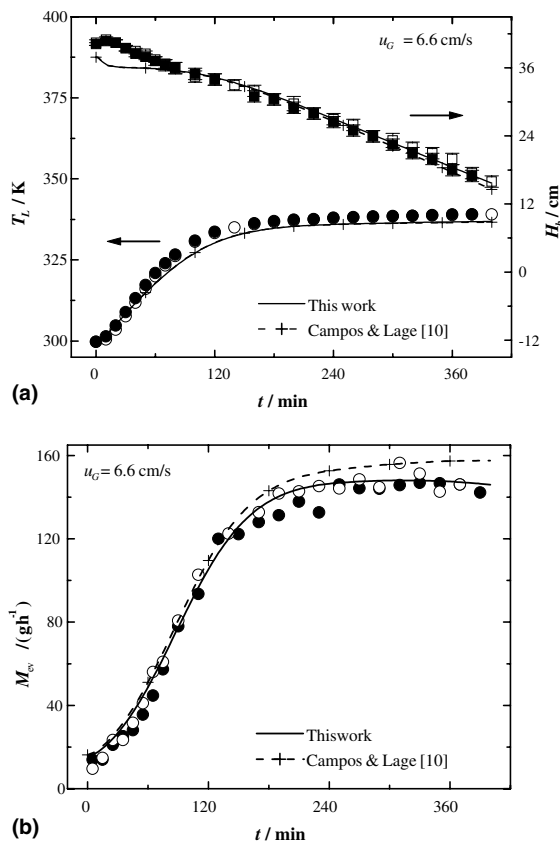 400
u_G = 6.6 cm/s
48
375
36
24
350
12
325
0
300
-12
T_L / K
H_b / cm
This work
Campos & Lage [10]
0
120
240
360
(a)
t / min
160
u_G= 6.6 cm/s
120
80
40
0
M_ev /(gh⁻¹)
Thiswork
Campos & Lage [10]
0
120
240
360
(b)
t / min